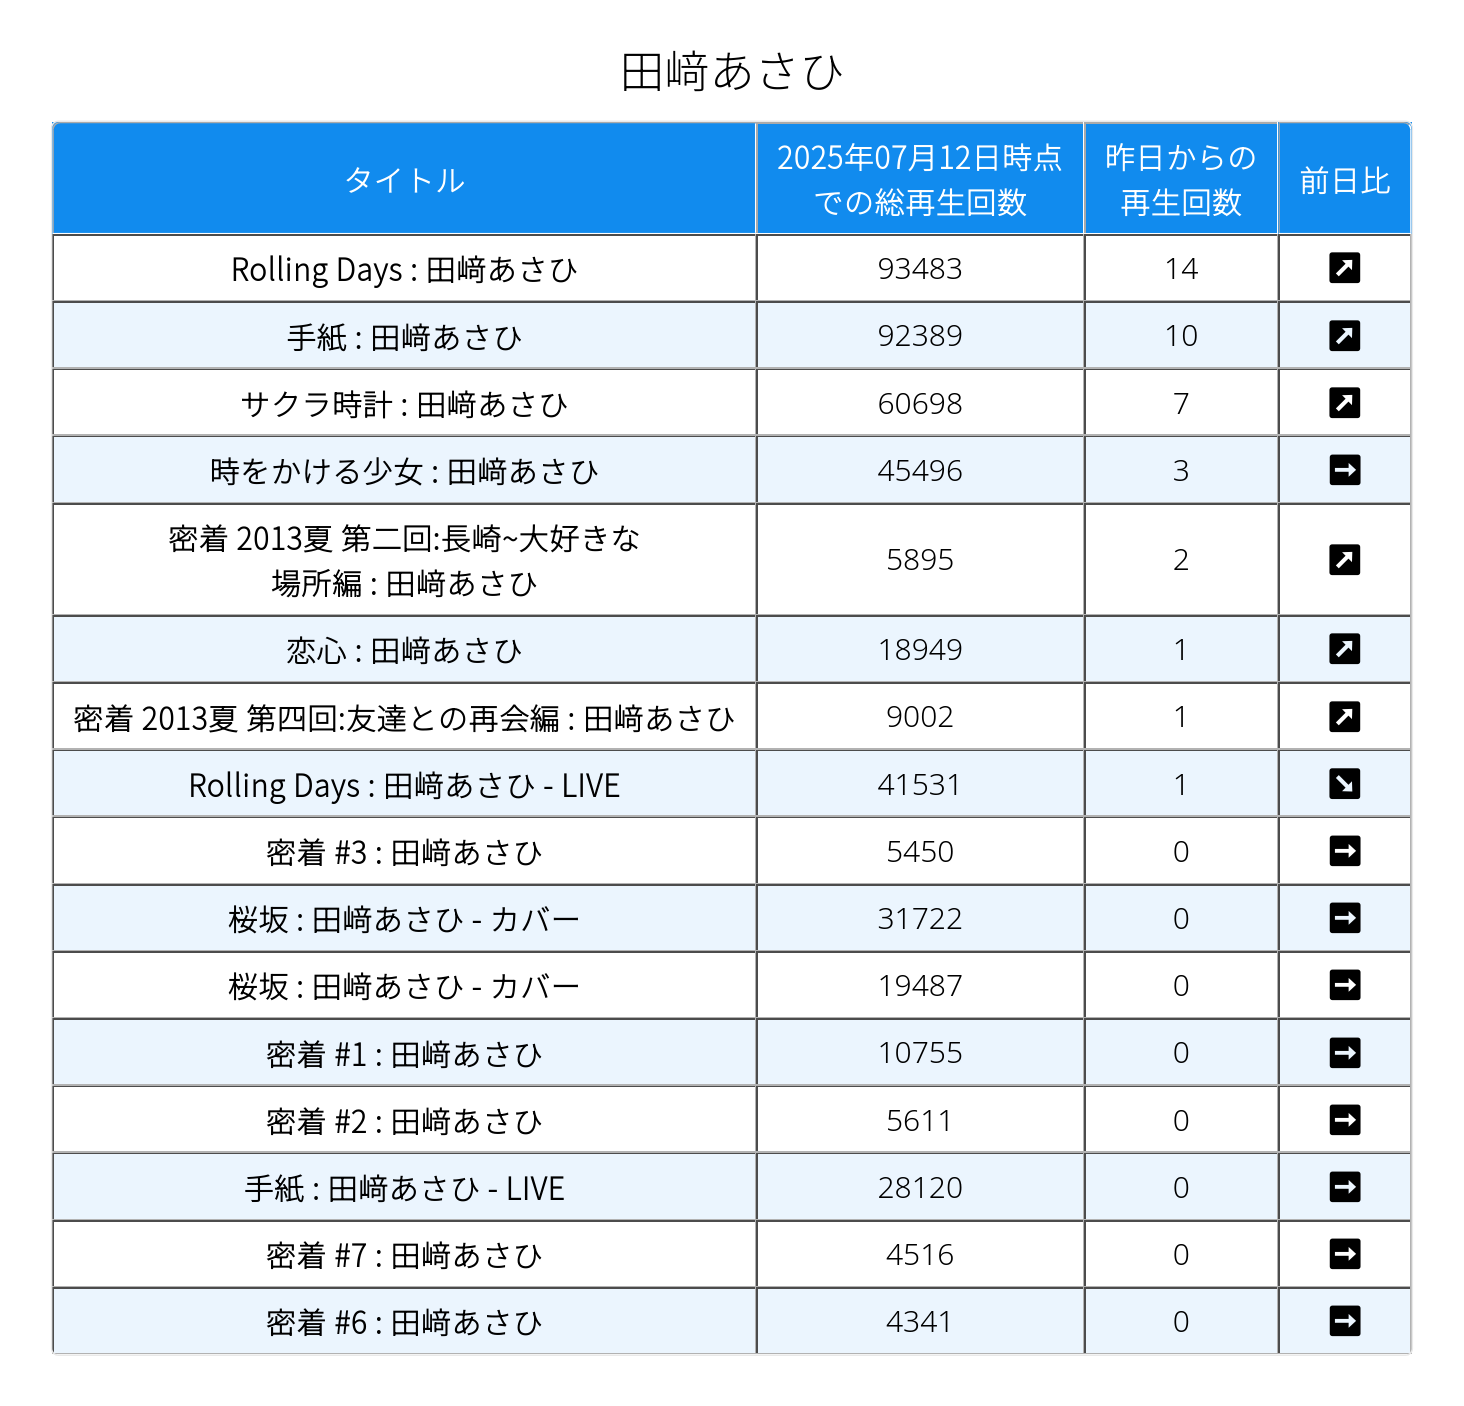 田﨑あさひ
タイトル
2025年07月12日時点
での総再生回数
昨日からの
再生回数
前日比
Rolling Days : 田﨑あさひ 93483 14 ↗
手紙 : 田﨑あさひ 92389 10 ↗
サクラ時計 : 田﨑あさひ 60698 7 ↗
時をかける少女 : 田﨑あさひ 45496 3 →
密着 2013夏 第二回:長崎~大好きな
場所編 : 田﨑あさひ 5895 2 ↗
恋心 : 田﨑あさひ 18949 1 ↗
密着 2013夏 第四回:友達との再会編 : 田﨑あさひ 9002 1 ↗
Rolling Days : 田﨑あさひ - LIVE 41531 1 ↘
密着 #3 : 田﨑あさひ 5450 0 →
桜坂 : 田﨑あさひ - カバー 31722 0 →
桜坂 : 田﨑あさひ - カバー 19487 0 →
密着 #1 : 田﨑あさひ 10755 0 →
密着 #2 : 田﨑あさひ 5611 0 →
手紙 : 田﨑あさひ - LIVE 28120 0 →
密着 #7 : 田﨑あさひ 4516 0 →
密着 #6 : 田﨑あさひ 4341 0 →